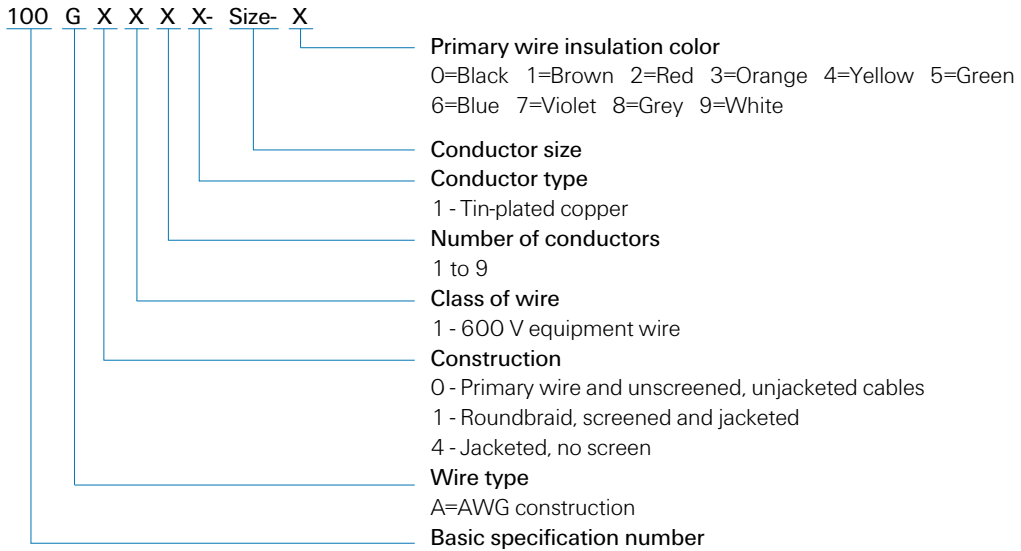 100 G X X X X- Size- X
Primary wire insulation color
0=Black 1=Brown 2=Red 3=Orange 4=Yellow 5=Green
6=Blue 7=Violet 8=Grey 9=White
Conductor size
Conductor type
1 - Tin-plated copper
Number of conductors
1 to 9
Class of wire
1 - 600 V equipment wire
Construction
0 - Primary wire and unscreened, unjacketed cables
1 - Roundbraid, screened and jacketed
4 - Jacketed, no screen
Wire type
A=AWG construction
Basic specification number